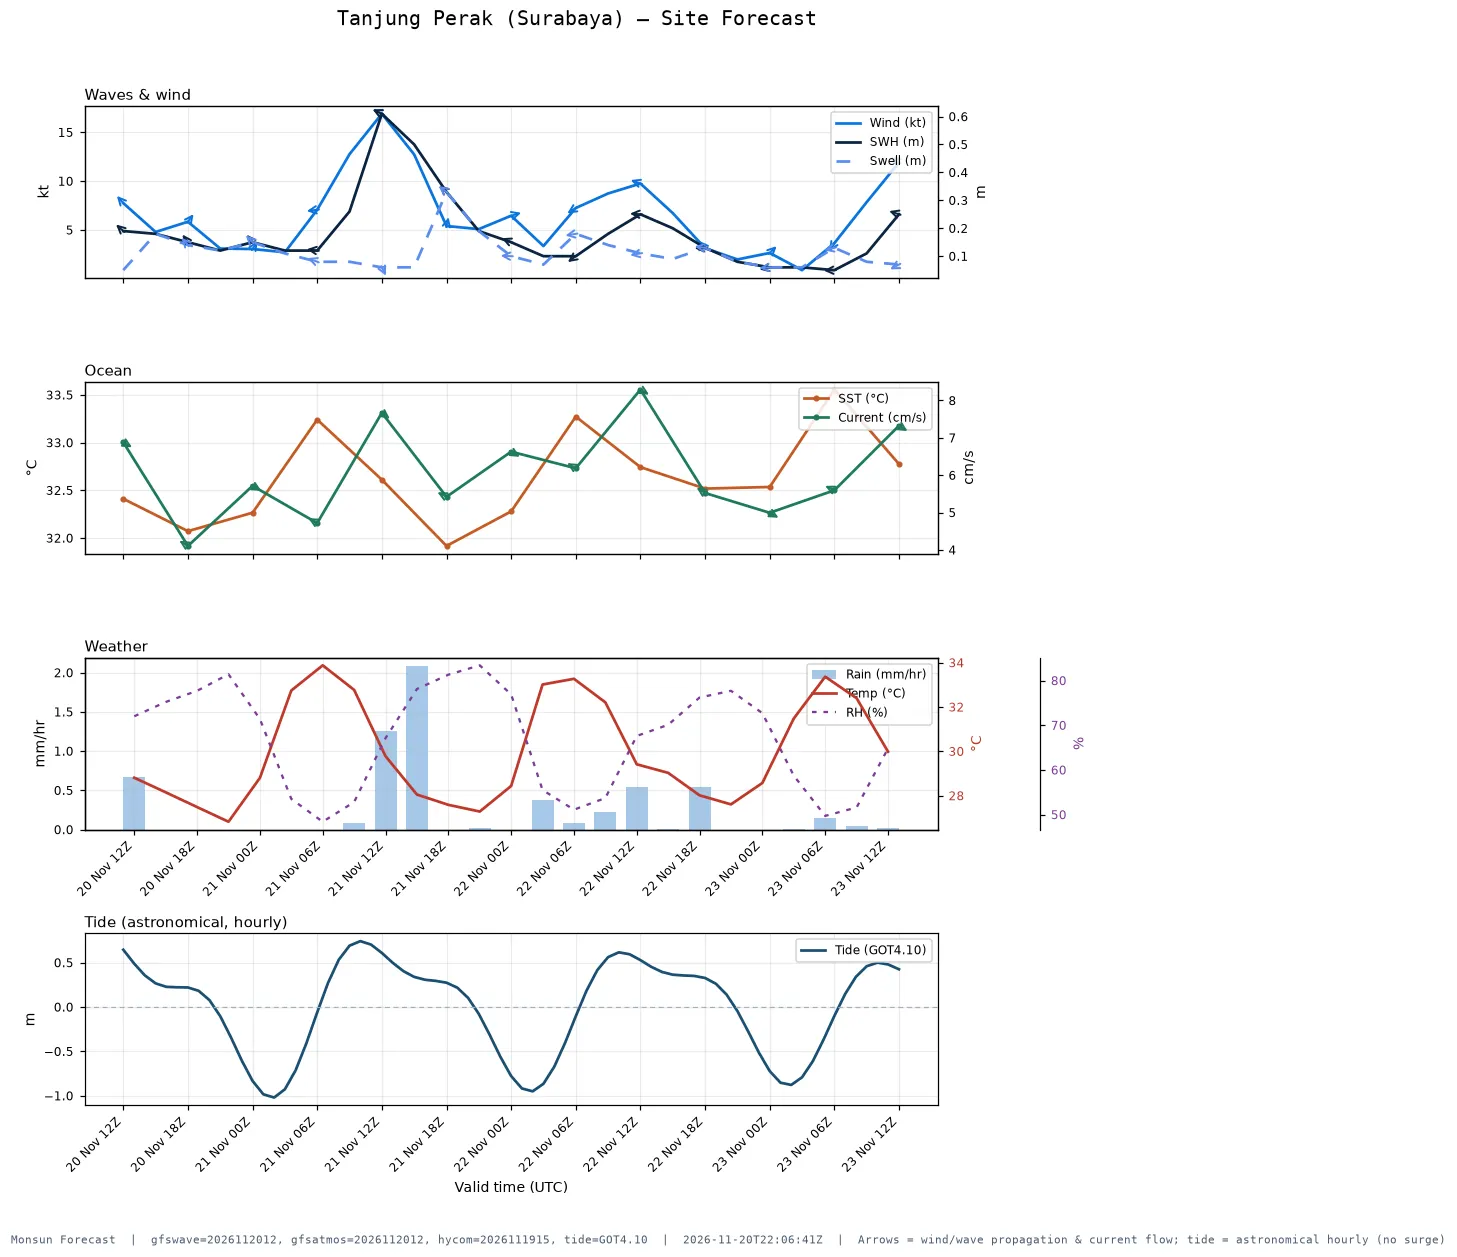 Tanjung Perak (Surabaya) — Site Forecast
Waves & wind
kt
15
10
5
Wind (kt)
SWH (m)
Swell (m)
0.6
0.5
0.4
0.3
0.2
0.1
m
Ocean
°C
33.5
33.0
32.5
32.0
SST (°C)
Current (cm/s)
8
7
6
5
4
cm/s
Weather
mm/hr
2.0
1.5
1.0
0.5
0.0
Rain (mm/hr)
Temp (°C)
RH (%)
34
32
30
28
°C
80
70
60
50
%
20 Nov 12Z
20 Nov 18Z
21 Nov 00Z
21 Nov 06Z
21 Nov 12Z
21 Nov 18Z
22 Nov 00Z
22 Nov 06Z
22 Nov 12Z
22 Nov 18Z
23 Nov 00Z
23 Nov 06Z
23 Nov 12Z
Tide (astronomical, hourly)
m
0.5
0.0
−0.5
−1.0
Tide (GOT4.10)
20 Nov 12Z
20 Nov 18Z
21 Nov 00Z
21 Nov 06Z
21 Nov 12Z
21 Nov 18Z
22 Nov 00Z
22 Nov 06Z
22 Nov 12Z
22 Nov 18Z
23 Nov 00Z
23 Nov 06Z
23 Nov 12Z
Valid time (UTC)
Monsun Forecast | gfswave=2026112012, gfsatmos=2026112012, hycom=2026111915, tide=GOT4.10 | 2026-11-20T22:06:41Z | Arrows = wind/wave propagation & current flow; tide = astronomical hourly (no surge)